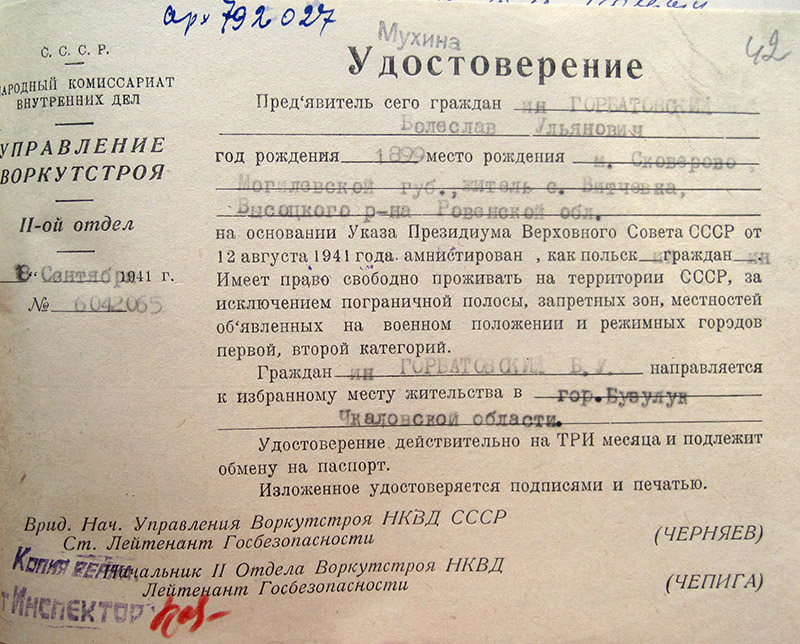 арх 792027
Мухина
42
С. С. С. Р.
НАРОДНЫЙ КОМИССАРИАТ
ВНУТРЕННИХ ДЕЛ
УПРАВЛЕНИЕ
ВОРКУТСТРОЯ
II-ой отдел
„8“ Сентября 1941 г.
№ 6042065
Удостоверение
Пред'явитель сего граждан ин ГОРБАТОВСКИЙ
Болеслав Ульянович
год рождения 1899 место рождения м. Сковерово,
Могилевской губ., житель с. Витчевка,
Высоцкого р-на Ровенской обл.
на основании Указа Президиума Верховного Совета СССР от
12 августа 1941 года амнистирован , как польск ий граждан ин.
Имеет право свободно проживать на территории СССР, за
исключением пограничной полосы, запретных зон, местностей
об'явленных на военном положении и режимных городов
первой, второй категорий.
Граждан ин ГОРБАТОВСКИЙ Б.У. направляется
к избранному месту жительства в гор.Бузулук
Чкаловской области.
Удостоверение действительно на ТРИ месяца и подлежит
обмену на паспорт.
Изложенное удостоверяется подписями и печатью.
Врид. Нач. Управления Воркутстроя НКВД СССР
Ст. Лейтенант Госбезопасности (ЧЕРНЯЕВ)
Начальник II Отдела Воркутстроя НКВД
Лейтенант Госбезопасности (ЧЕПИГА)
Копия верна
ИНСПЕКТОР